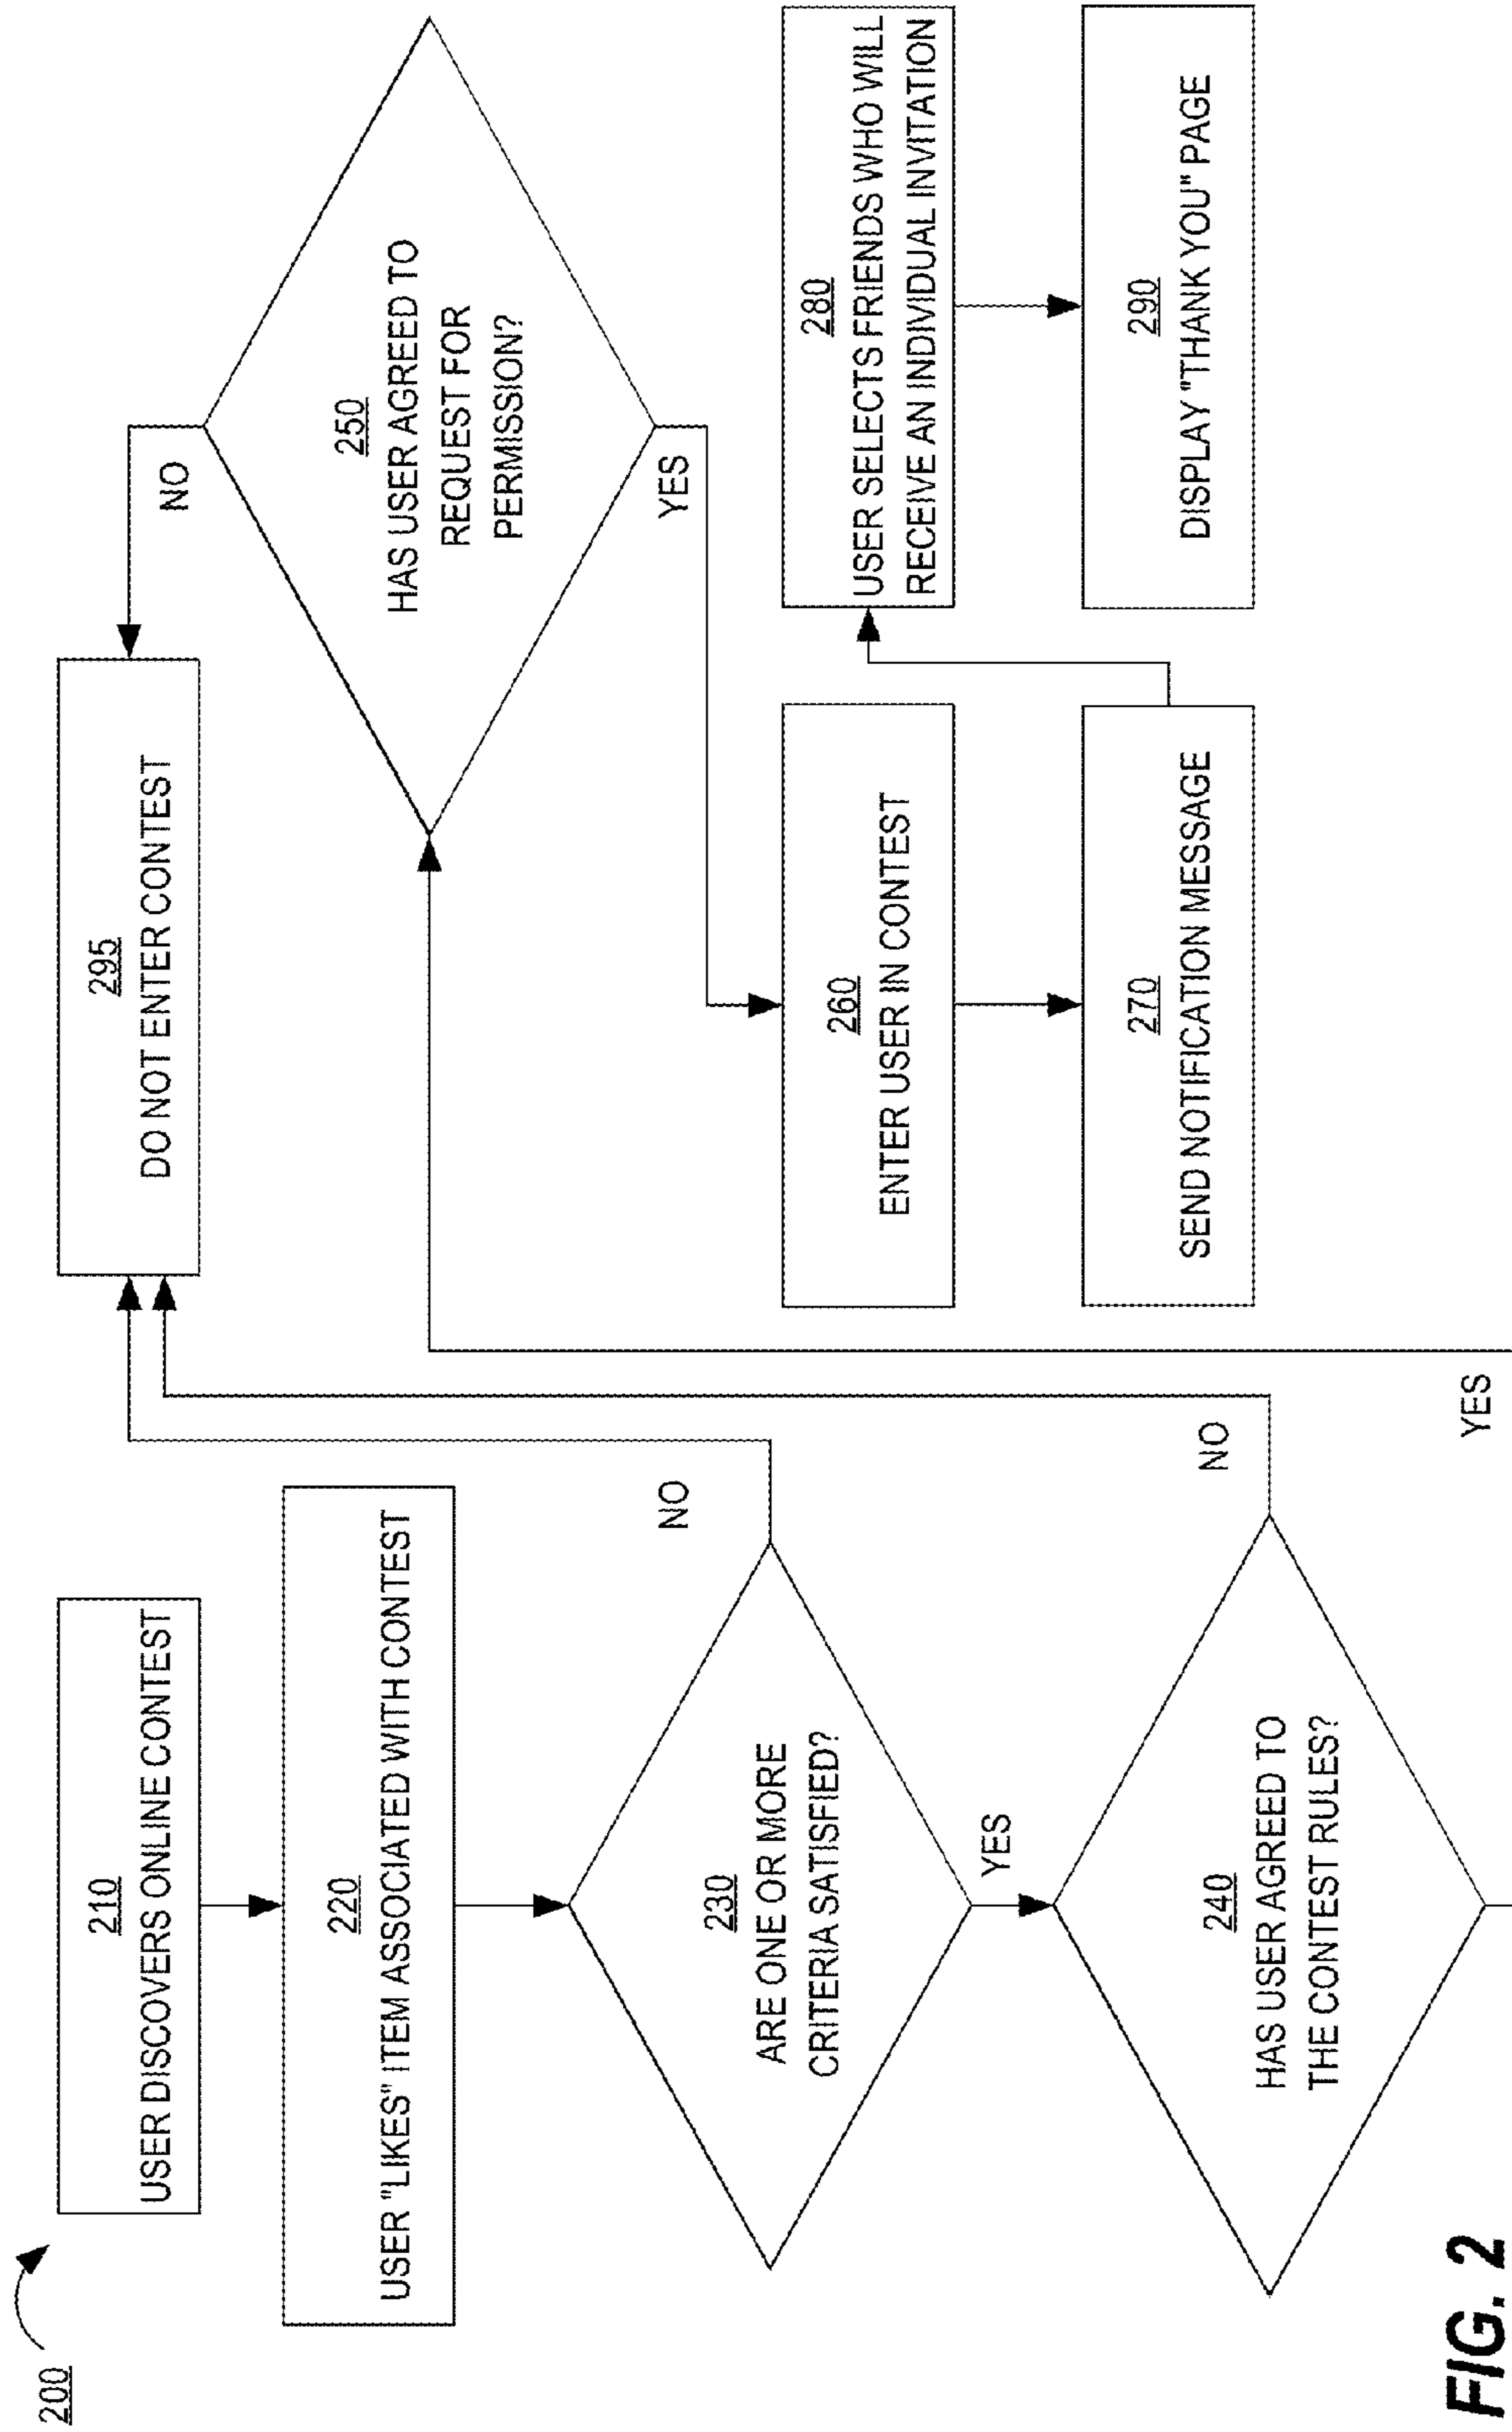 200
210
USER DISCOVERS ONLINE CONTEST
220
USER "LIKES" ITEM ASSOCIATED WITH CONTEST
230
ARE ONE OR MORE
CRITERIA SATISFIED?
NO
YES
240
HAS USER AGREED TO
THE CONTEST RULES?
NO
YES
295
DO NOT ENTER CONTEST
NO
250
HAS USER AGREED TO
REQUEST FOR
PERMISSION?
YES
260
ENTER USER IN CONTEST
270
SEND NOTIFICATION MESSAGE
280
USER SELECTS FRIENDS WHO WILL
RECEIVE AN INDIVIDUAL INVITATION
290
DISPLAY "THANK YOU" PAGE
FIG. 2